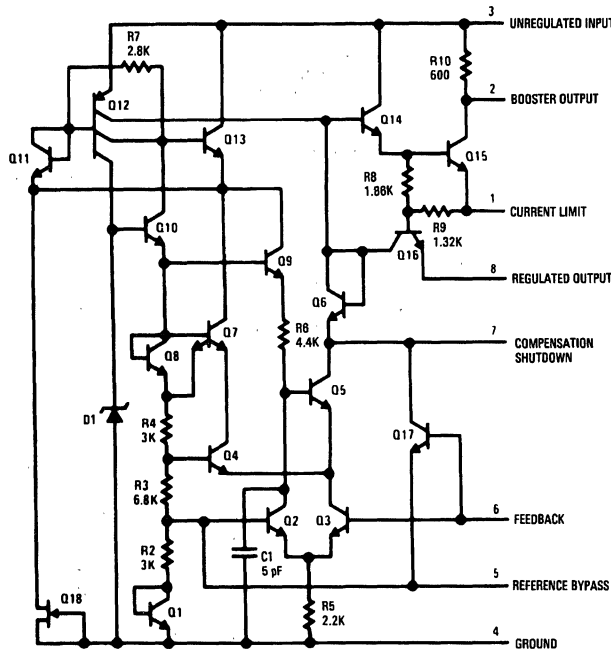 3
UNREGULATED INPUT
R7
2.8K
R10
600
Q12
2
BOOSTER OUTPUT
Q14
Q13
Q11
Q15
R8
1.86K
1
CURRENT LIMIT
R9
1.32K
Q10
Q16
Q9
8
REGULATED OUTPUT
Q6
R6
4.4K
7
COMPENSATION
SHUTDOWN
Q7
Q8
Q5
D1
R4
3K
Q17
Q4
R3
6.8K
6
FEEDBACK
Q2
Q3
C1
5 pF
R2
3K
5
REFERENCE BYPASS
Q18
Q1
R5
2.2K
4
GROUND